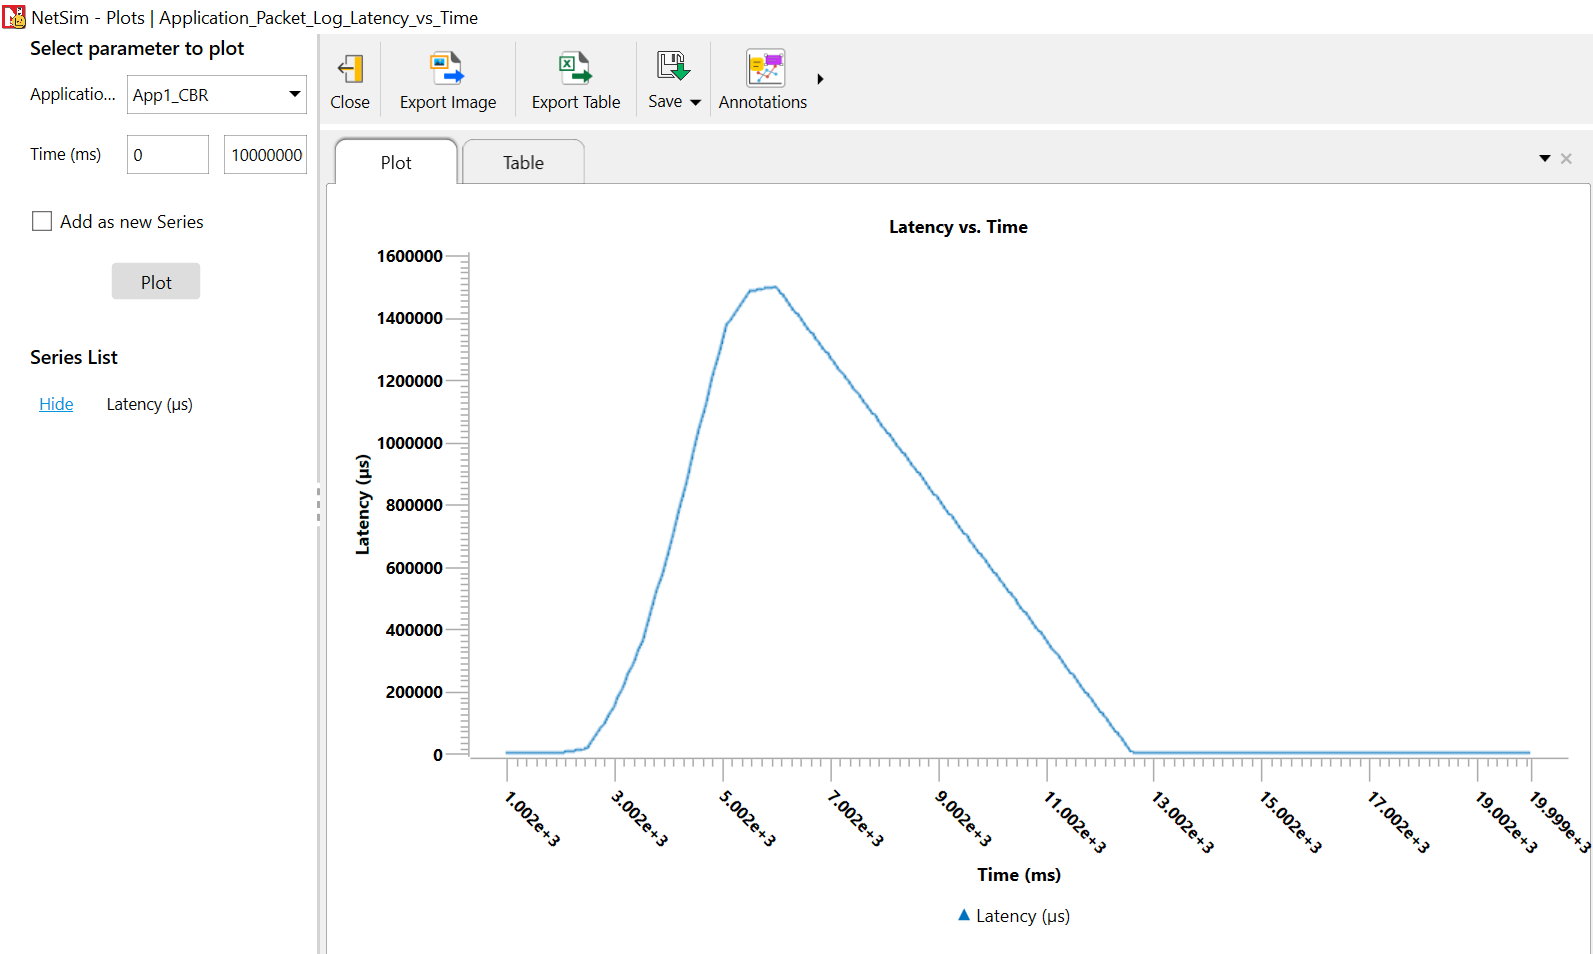 NetSim - Plots | Application_Packet_Log_Latency_vs_Time
Select parameter to plot
Applicatio... App1_CBR
Time (ms) 0 10000000
Add as new Series
Plot
Series List
Hide Latency (µs)
Close Export Image Export Table Save Annotations
Plot Table
Latency vs. Time
1600000
1400000
1200000
1000000
800000
600000
400000
200000
0
Latency (µs)
1.002e+3 3.002e+3 5.002e+3 7.002e+3 9.002e+3 11.002e+3 13.002e+3 15.002e+3 17.002e+3 19.002e+3 19.999e+3
Time (ms)
Latency (µs)